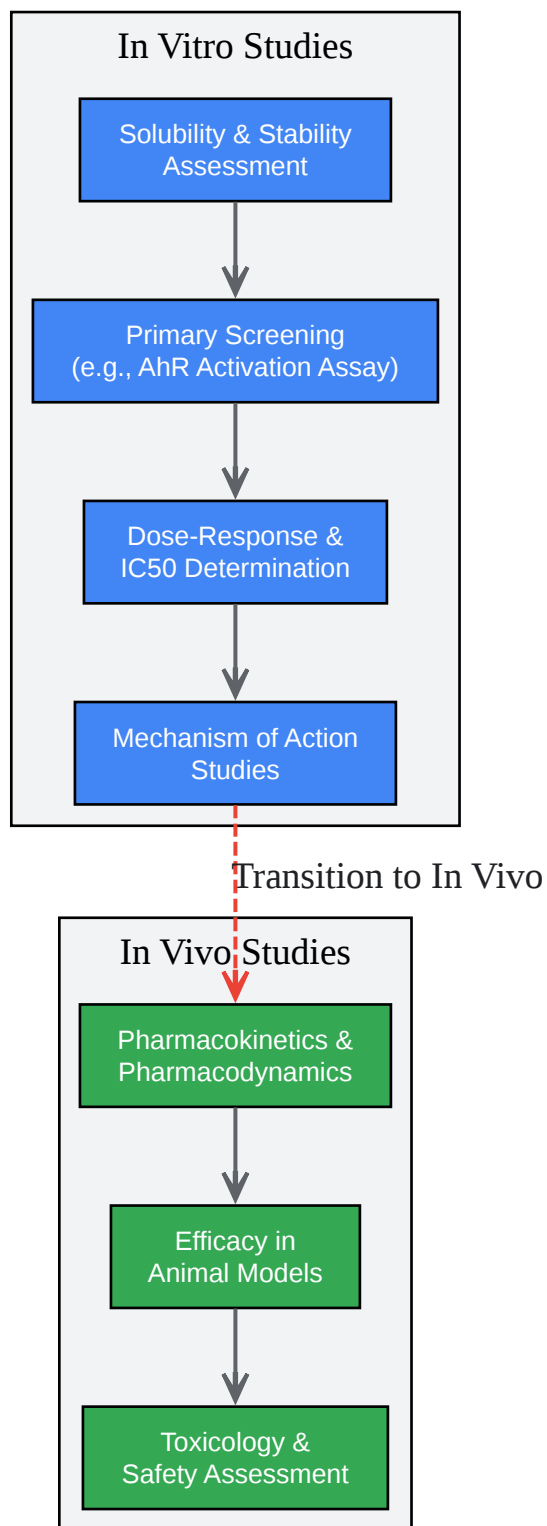 In Vitro Studies
Solubility & Stability
Assessment
Primary Screening
(e.g., AhR Activation Assay)
Dose-Response &
IC50 Determination
Mechanism of Action
Studies
Transition to In Vivo
In Vivo Studies
Pharmacokinetics &
Pharmacodynamics
Efficacy in
Animal Models
Toxicology &
Safety Assessment